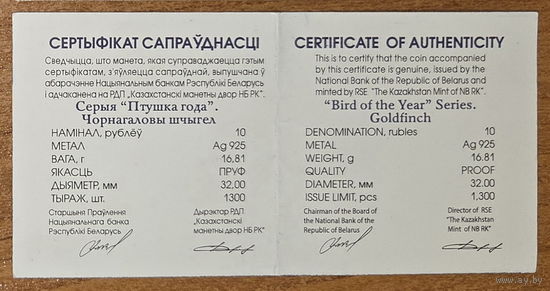 СЕРТЫФІКАТ САПРАЎДНАСЦІ
Сведчыцца, што манета, якая суправаджаецца гэтым
сертыфікатам, з'яўляецца сапраўднай, выпушчана ў
абарачэнне Нацыянальным банкам Рэспублікі Беларусь
і адчаканена на РДП „Казахстанскі манетны двор НБ РК”.
Серыя “Птушка года”.
Чорнагаловы шчыгел
НАМІНАЛ, рублёў 10
МЕТАЛ Ag 925
ВАГА, г 16.81
ЯКАСЦЬ ПРУФ
ДЫЯМЕТР, мм 32.00
ТЫРАЖ, шт. 1300
Старшыня Праўлення
Нацыянальнага банка
Рэспублікі Беларусь
Дырэктар РДП
„Казахстанскі
манетны двор НБ РК”
CERTIFICATE OF AUTHENTICITY
This is to certify that the coin accompanied
by this certificate is genuine, issued by the
National Bank of the Republic of Belarus and
minted by RSE "The Kazakhstan Mint of NB RK".
“Bird of the Year” Series.
Goldfinch
DENOMINATION, rubles 10
METAL Ag 925
WEIGHT, g 16.81
QUALITY PROOF
DIAMETER, mm 32.00
ISSUE LIMIT, pcs 1,300
Chairman of the Board of
the National Bank of the
Republic of Belarus
Director of RSE
"The Kazakhstan
Mint of NB RK"
www.ay.by